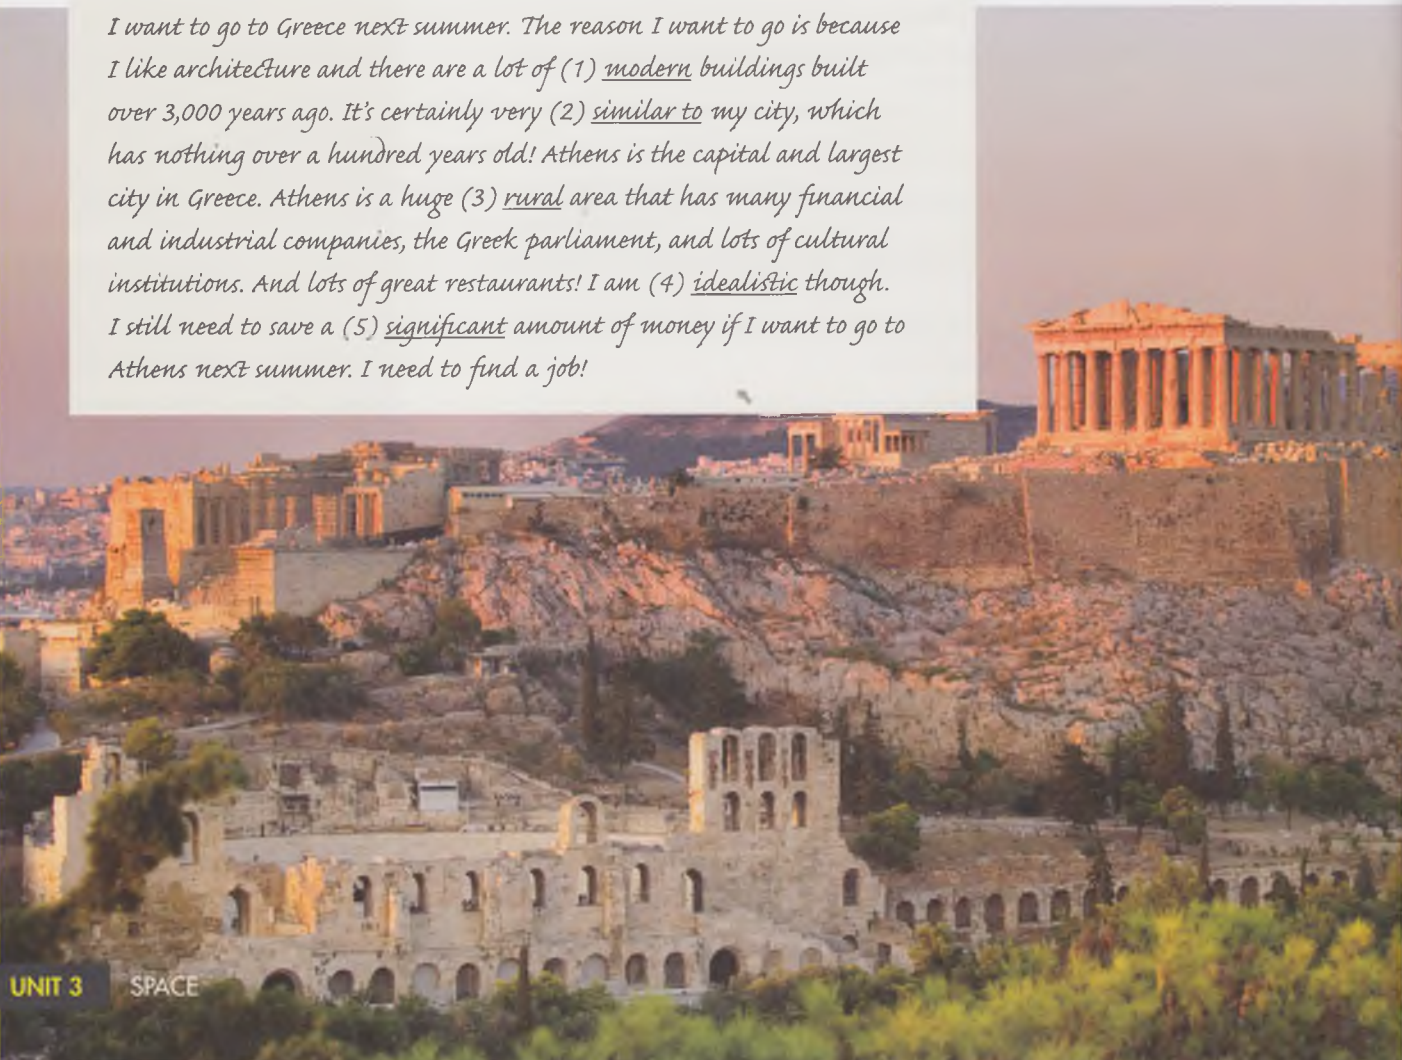 I want to go to Greece next summer. The reason I want to go is because
I like architecture and there are a lot of (1) modern buildings built
over 3,000 years ago. It's certainly very (2) similar to my city, which
has nothing over a hundred years old! Athens is the capital and largest
city in Greece. Athens is a huge (3) rural area that has many financial
and industrial companies, the Greek parliament, and lots of cultural
institutions. And lots of great restaurants! I am (4) idealistic though.
I still need to save a (5) significant amount of money if I want to go to
Athens next summer. I need to find a job!
UNIT 3 SPACE